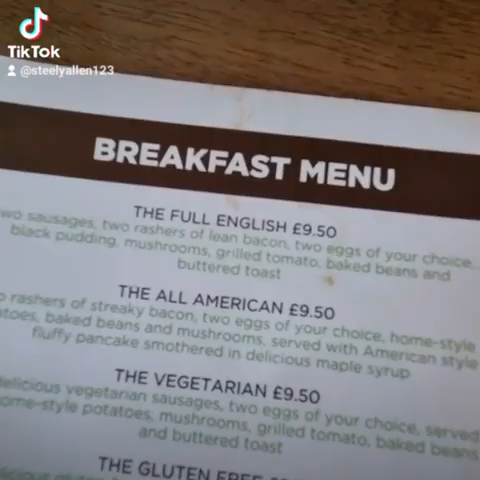 TikTok
@steelyallen123
BREAKFAST MENU
THE FULL ENGLISH £9.50
two sausages, two rashers of lean bacon, two eggs of your choice,
black pudding, mushrooms, grilled tomato, baked beans and
buttered toast
THE ALL AMERICAN £9.50
rashers of streaky bacon, two eggs of your choice, home-style
baked beans and mushrooms, served with American style
fluffy pancake smothered in delicious maple syrup
THE VEGETARIAN £9.50
delicious vegetarian sausages, two eggs of your choice, served
home-style potatoes, mushrooms, grilled tomato, baked beans
and buttered toast
THE GLUTEN FREE